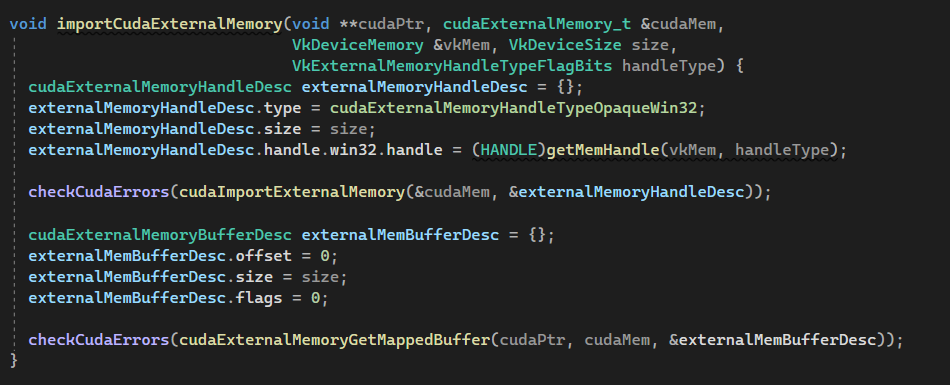 void importCudaExternalMemory(void **cudaPtr, cudaExternalMemory_t &cudaMem,
                              VkDeviceMemory &vkMem, VkDeviceSize size,
                              VkExternalMemoryHandleTypeFlagBits handleType) {
  cudaExternalMemoryHandleDesc externalMemoryHandleDesc = {};
  externalMemoryHandleDesc.type = cudaExternalMemoryHandleTypeOpaqueWin32;
  externalMemoryHandleDesc.size = size;
  externalMemoryHandleDesc.handle.win32.handle = (HANDLE)getMemHandle(vkMem, handleType);

  checkCudaErrors(cudaImportExternalMemory(&cudaMem, &externalMemoryHandleDesc));

  cudaExternalMemoryBufferDesc externalMemBufferDesc = {};
  externalMemBufferDesc.offset = 0;
  externalMemBufferDesc.size = size;
  externalMemBufferDesc.flags = 0;

  checkCudaErrors(cudaExternalMemoryGetMappedBuffer(cudaPtr, cudaMem, &externalMemBufferDesc));
}